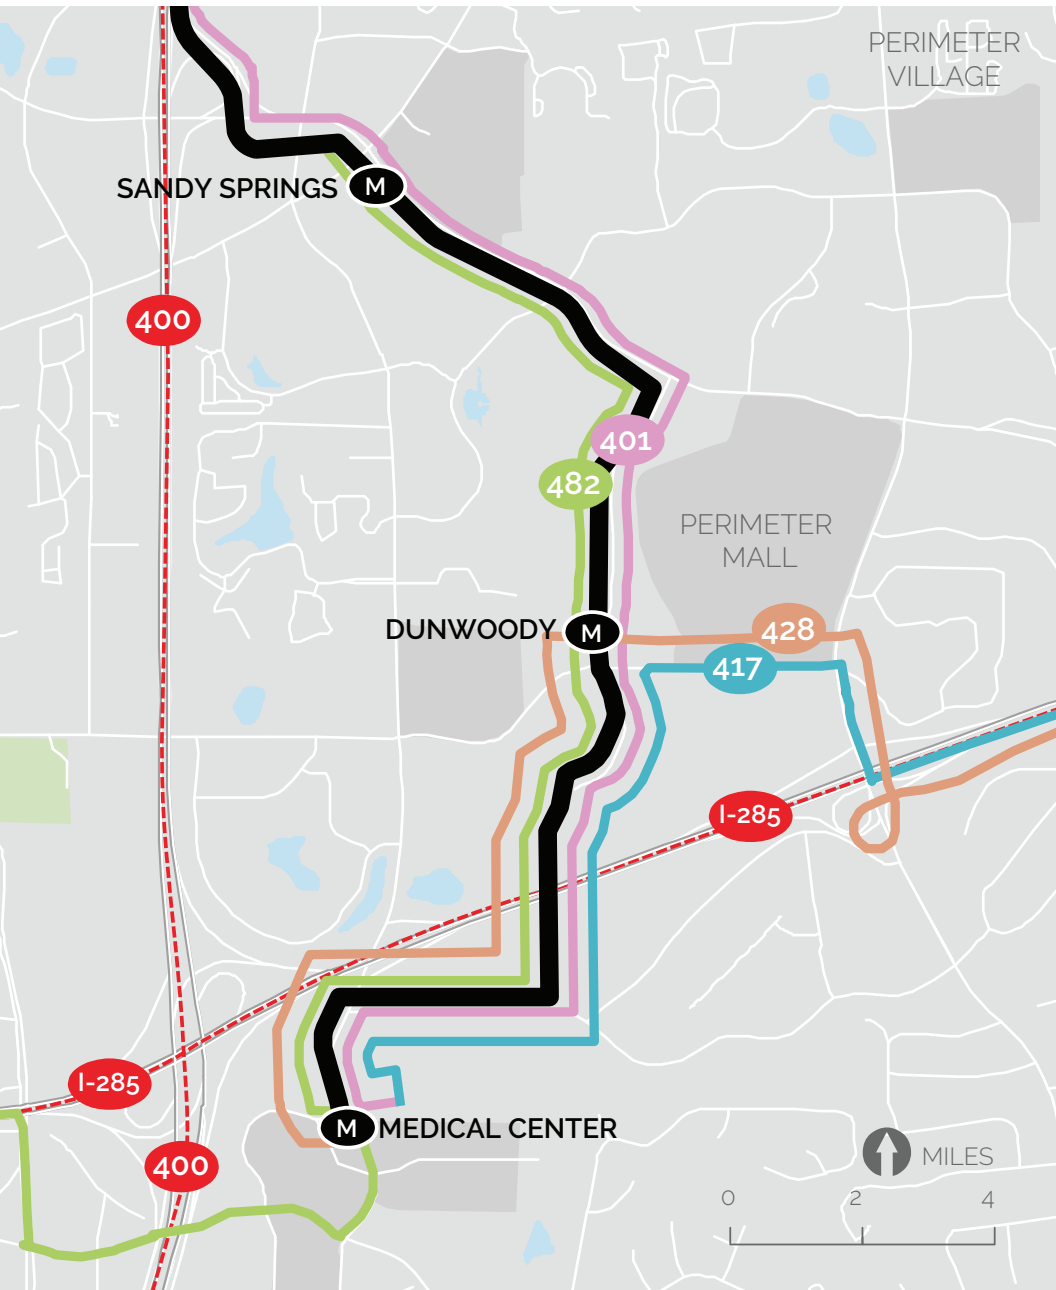 PERIMETER
VILLAGE
SANDY SPRINGS
M
400
401
482
PERIMETER
MALL
DUNWOODY
M
428
417
I-285
I-285
M
MEDICAL CENTER
400
MILES
0 2 4